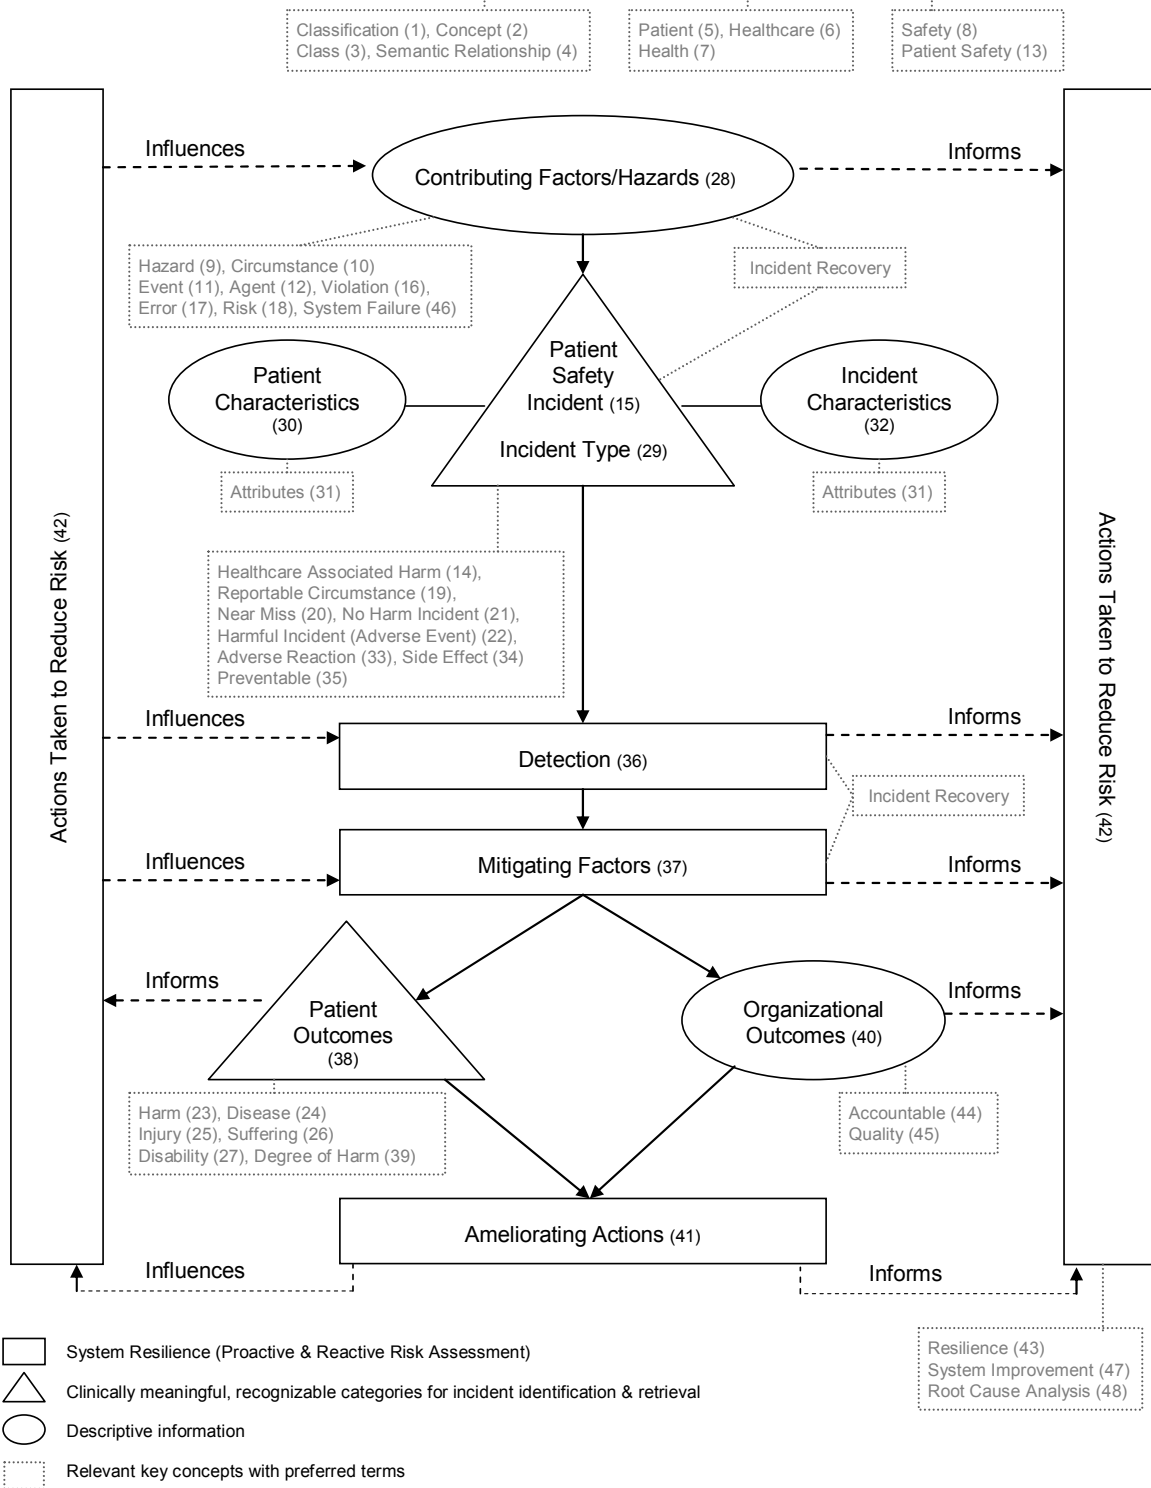 Classification (1), Concept (2)
Class (3), Semantic Relationship (4)
Patient (5), Healthcare (6)
Health (7)
Safety (8)
Patient Safety (13)
Influences
Contributing Factors/Hazards (28)
Informs
Hazard (9), Circumstance (10)
Event (11), Agent (12), Violation (16),
Error (17), Risk (18), System Failure (46)
Incident Recovery
Patient
Characteristics
(30)
Patient
Safety
Incident (15)
Incident Type (29)
Incident
Characteristics
(32)
Attributes (31)
Attributes (31)
Actions Taken to Reduce Risk (42)
Actions Taken to Reduce Risk (42)
Healthcare Associated Harm (14),
Reportable Circumstance (19),
Near Miss (20), No Harm Incident (21),
Harmful Incident (Adverse Event) (22),
Adverse Reaction (33), Side Effect (34)
Preventable (35)
Influences
Detection (36)
Informs
Incident Recovery
Influences
Mitigating Factors (37)
Informs
Informs
Patient
Outcomes
(38)
Organizational
Outcomes (40)
Informs
Harm (23), Disease (24)
Injury (25), Suffering (26)
Disability (27), Degree of Harm (39)
Accountable (44)
Quality (45)
Ameliorating Actions (41)
Influences
Informs
Resilience (43)
System Improvement (47)
Root Cause Analysis (48)
System Resilience (Proactive & Reactive Risk Assessment)
Clinically meaningful, recognizable categories for incident identification & retrieval
Descriptive information
Relevant key concepts with preferred terms